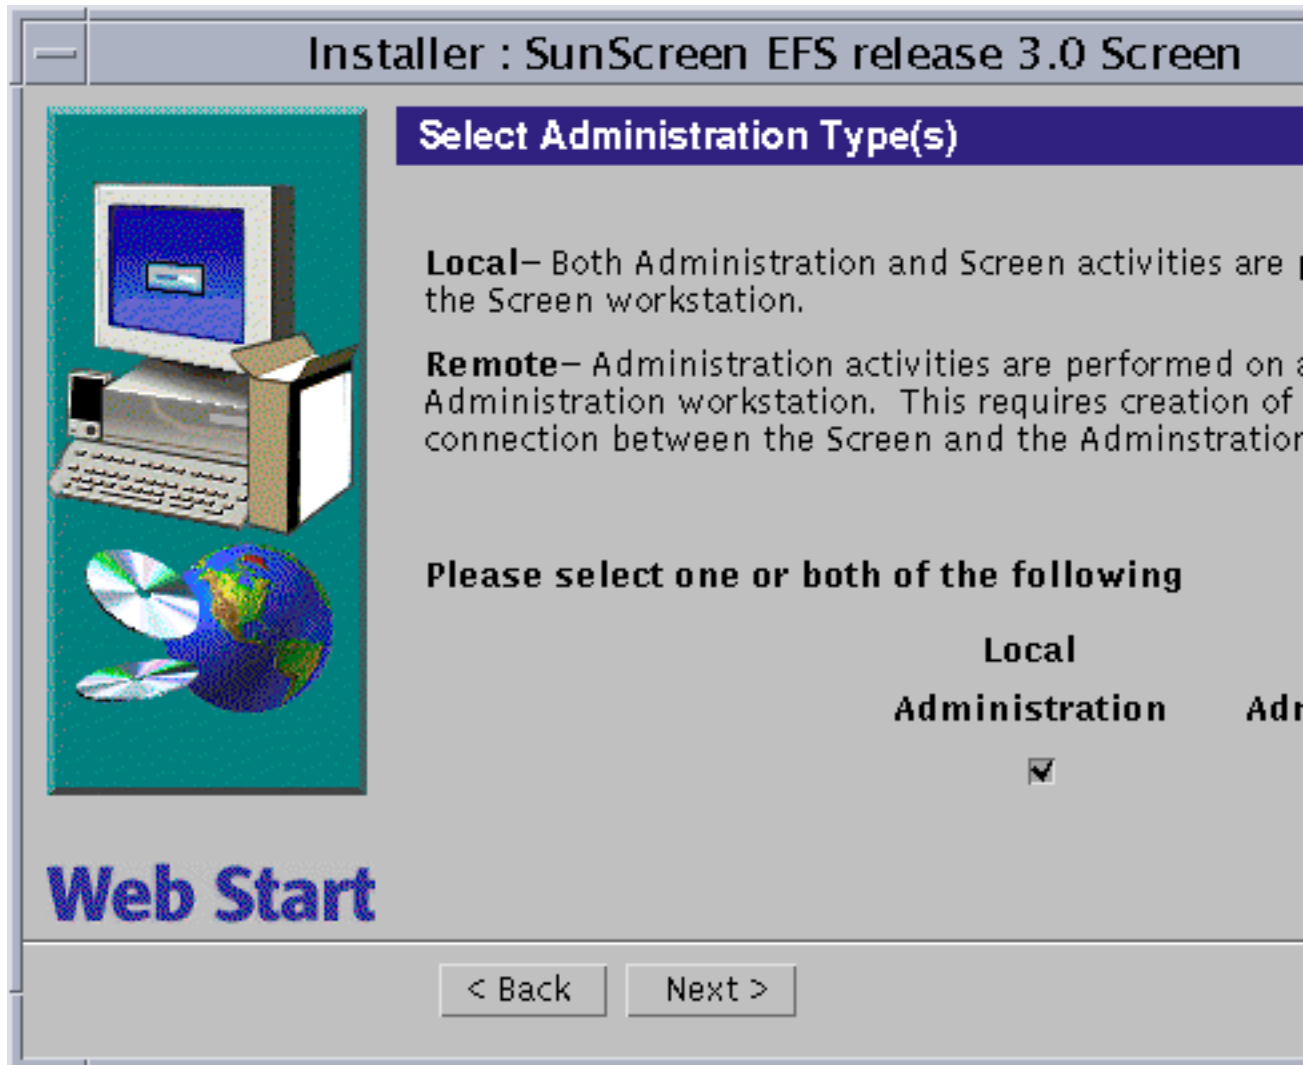 Installer : SunScreen EFS release 3.0 Screen
Select Administration Type(s)
Local– Both Administration and Screen activities are
the Screen workstation.
Remote– Administration activities are performed on a
Administration workstation. This requires creation of
connection between the Screen and the Adminstration
Please select one or both of the following
Local
Administration
Web Start
< Back Next >